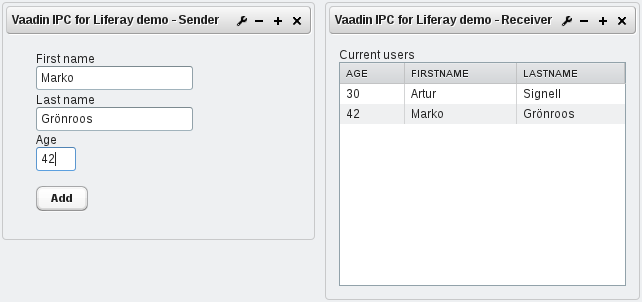 Vaadin IPC for Liferay demo - Sender
First name
Marko
Last name
Grönroos
Age
42
Add
Vaadin IPC for Liferay demo - Receiver
Current users
AGE FIRSTNAME LASTNAME
30 Artur Signell
42 Marko Grönroos